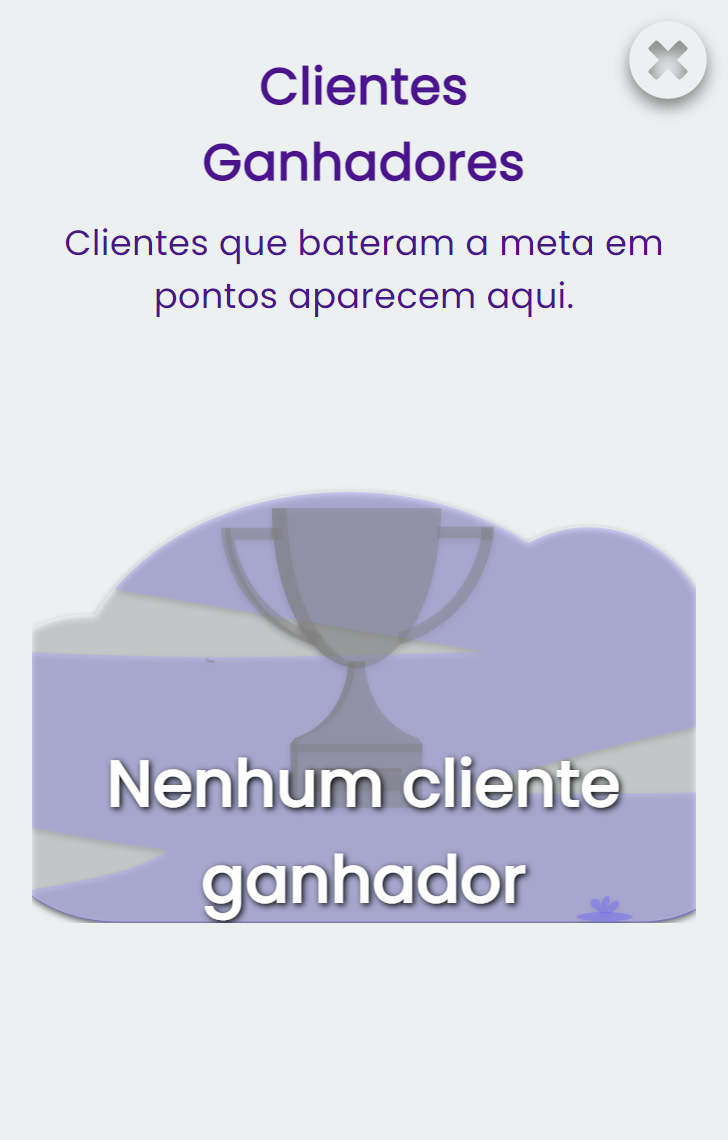 Clientes
Ganhadores
Clientes que bateram a meta em
pontos aparecem aqui.
Nenhum cliente
ganhador